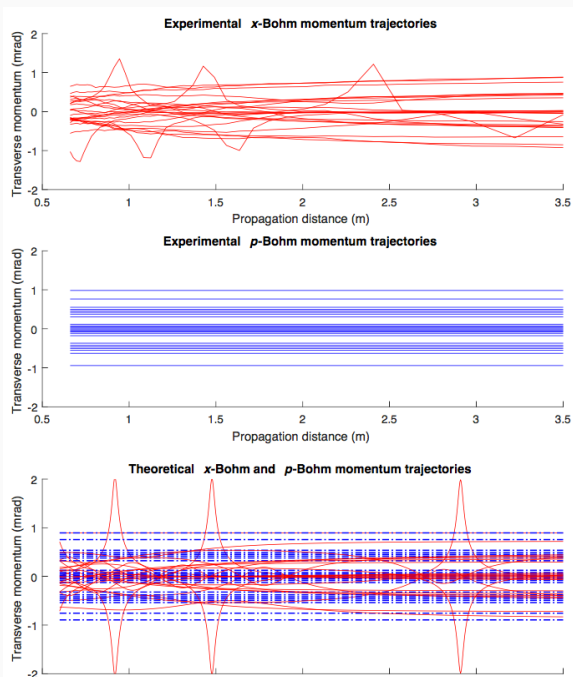 Experimental x-Bohm momentum trajectories
2
1
0
-1
-2
Transverse momentum (mrad)
0.5 1 1.5 2 2.5 3 3.5
Propagation distance (m)
Experimental p-Bohm momentum trajectories
2
1
0
-1
-2
Transverse momentum (mrad)
0.5 1 1.5 2 2.5 3 3.5
Propagation distance (m)
Theoretical x-Bohm and p-Bohm momentum trajectories
2
1
0
-1
-2
Transverse momentum (mrad)